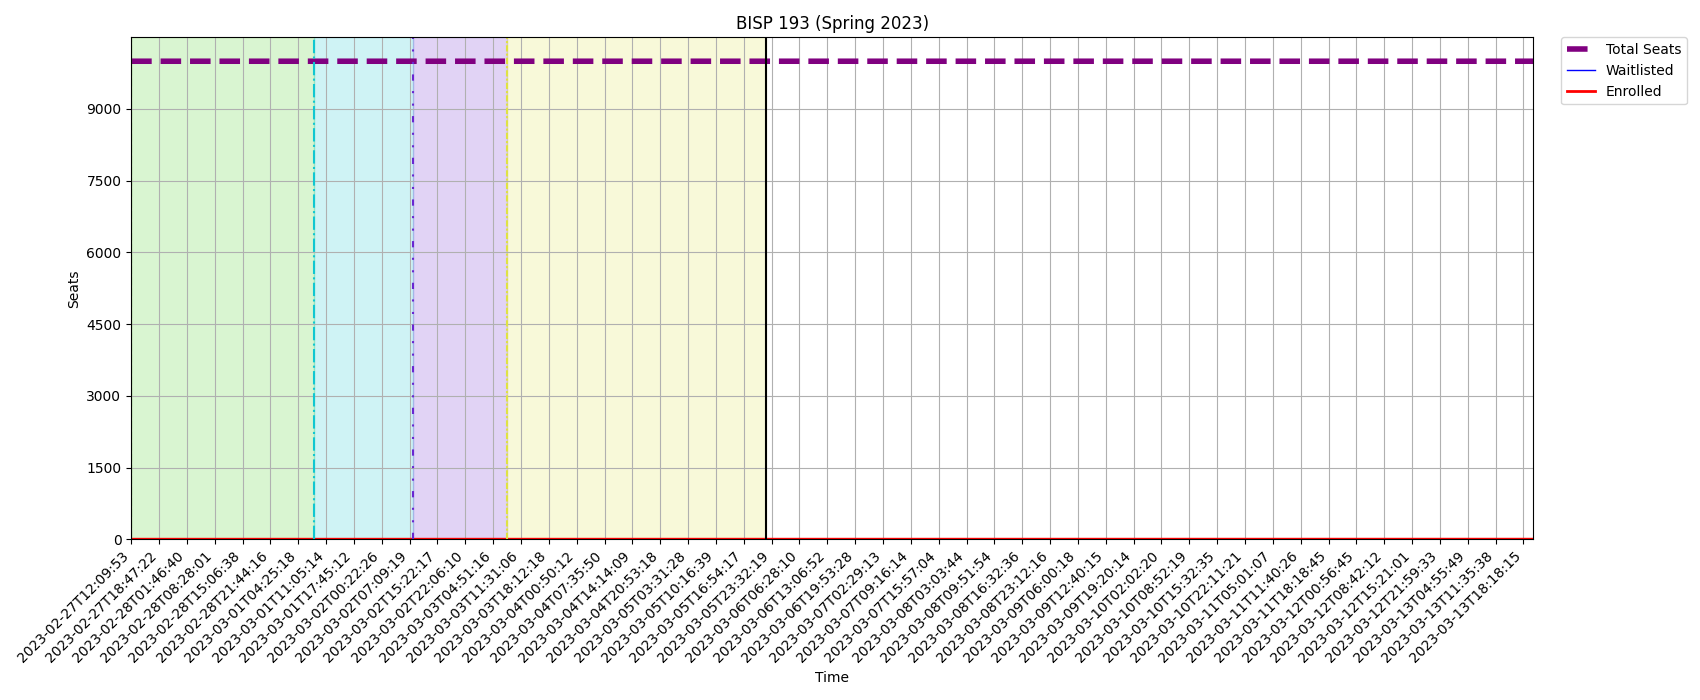 BISP 193 (Spring 2023)
Total Seats
Waitlisted
Enrolled
9000
7500
6000
4500
3000
1500
0
Seats
2023-02-27T12:09:53
2023-02-27T18:47:22
2023-02-28T01:46:40
2023-02-28T08:28:01
2023-02-28T15:06:38
2023-02-28T21:44:16
2023-03-01T04:25:18
2023-03-01T11:05:14
2023-03-01T17:45:12
2023-03-02T00:22:26
2023-03-02T07:09:19
2023-03-02T15:22:17
2023-03-02T22:06:10
2023-03-03T04:51:16
2023-03-03T11:31:06
2023-03-03T18:12:18
2023-03-04T00:50:12
2023-03-04T07:35:50
2023-03-04T14:14:09
2023-03-04T20:53:18
2023-03-05T03:31:28
2023-03-05T10:16:39
2023-03-05T16:54:17
2023-03-05T23:32:19
2023-03-06T06:28:10
2023-03-06T13:06:52
2023-03-06T19:53:28
2023-03-07T02:29:13
2023-03-07T09:16:14
2023-03-07T15:57:04
2023-03-08T03:03:44
2023-03-08T09:51:54
2023-03-08T16:32:36
2023-03-08T23:12:16
2023-03-09T06:00:18
2023-03-09T12:40:15
2023-03-09T19:20:14
2023-03-10T02:02:20
2023-03-10T08:52:19
2023-03-10T15:32:35
2023-03-10T22:11:21
2023-03-11T05:01:07
2023-03-11T11:40:26
2023-03-11T18:18:45
2023-03-12T00:56:45
2023-03-12T08:42:12
2023-03-12T15:21:01
2023-03-12T21:59:33
2023-03-13T04:55:49
2023-03-13T11:35:38
2023-03-13T18:18:15
Time